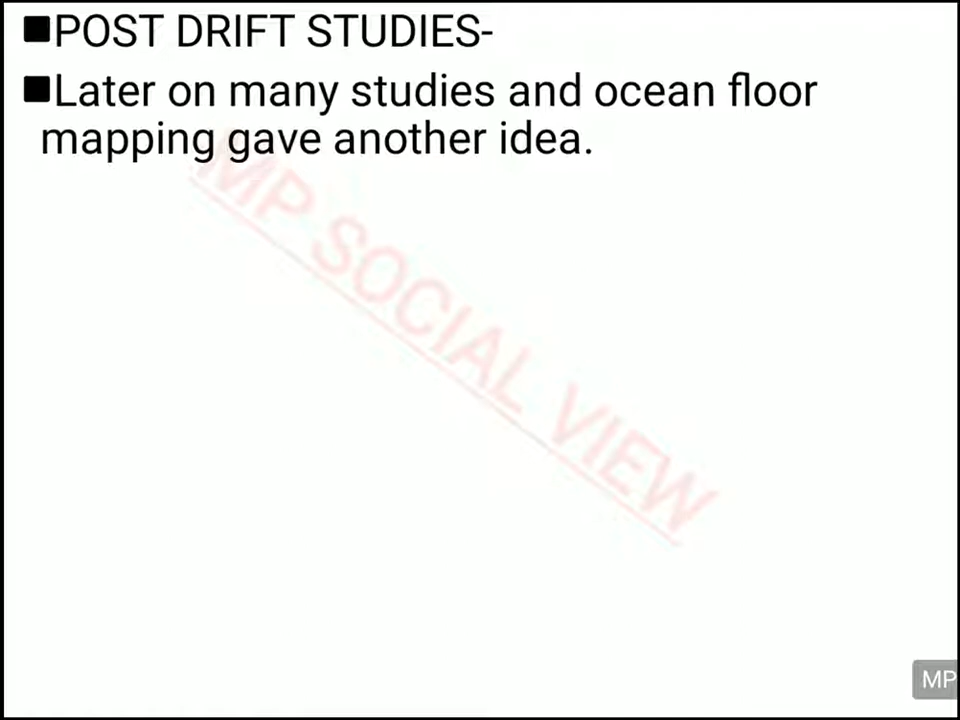 ■POST DRIFT STUDIES-
■Later on many studies and ocean floor
mapping gave another idea.
MP SOCIAL VIEW
MP